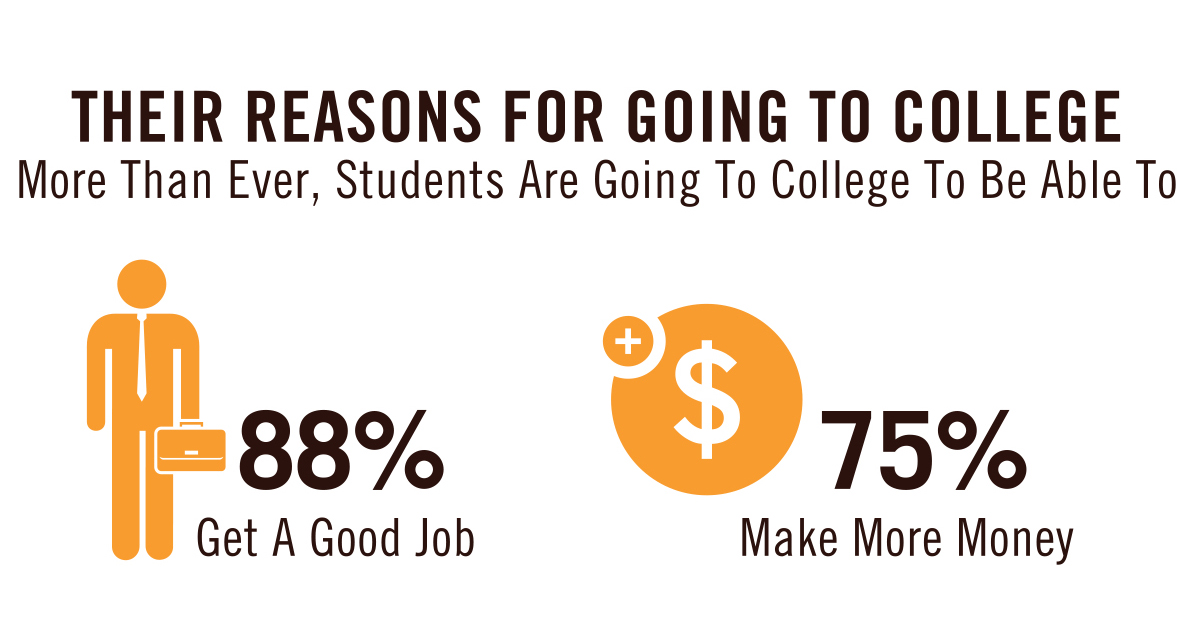 THEIR REASONS FOR GOING TO COLLEGE
More Than Ever, Students Are Going To College To Be Able To
88%
Get A Good Job
+
$
75%
Make More Money